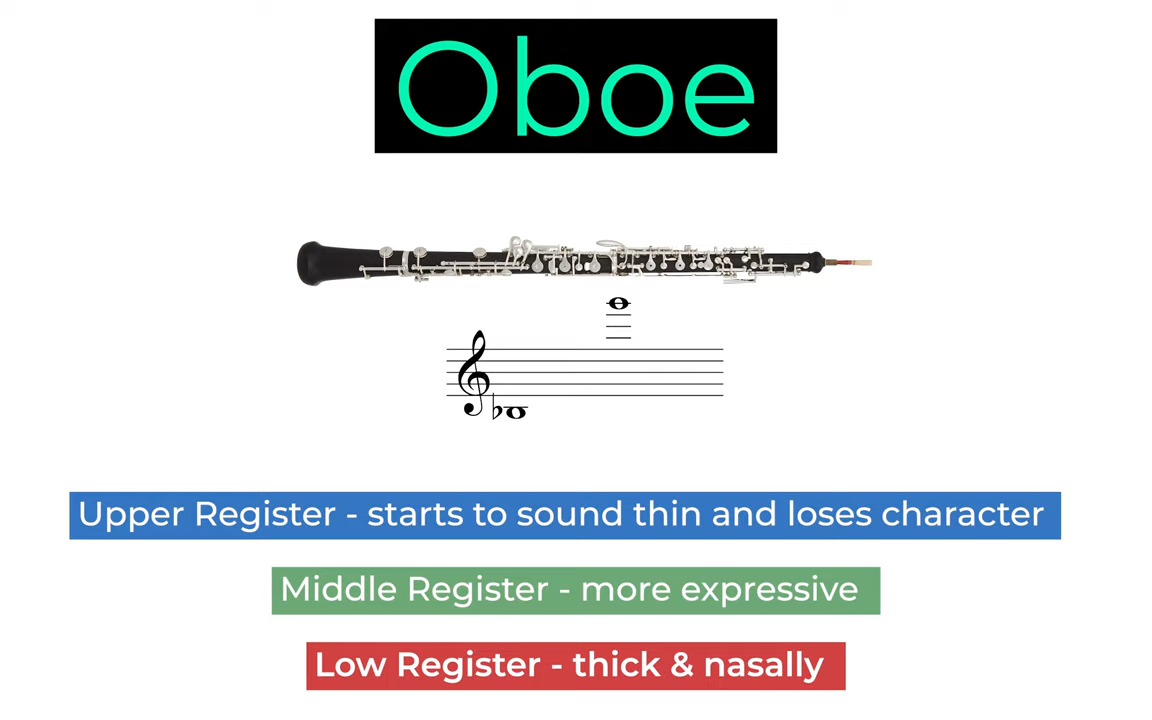 Oboe
Upper Register - starts to sound thin and loses character
Middle Register - more expressive
Low Register - thick & nasally